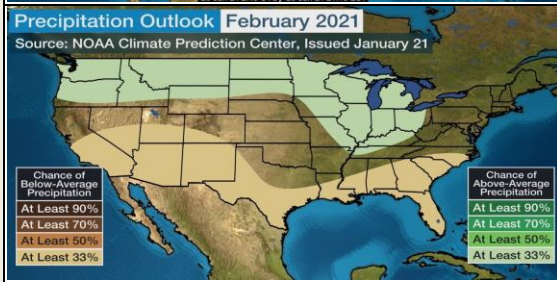 Precipitation Outlook February 2021
Source: NOAA Climate Prediction Center, Issued January 21
Chance of
Below-Average
Precipitation
At Least 90%
At Least 70%
At Least 50%
At Least 33%
Chance of
Above-Average
Precipitation
At Least 90%
At Least 70%
At Least 50%
At Least 33%